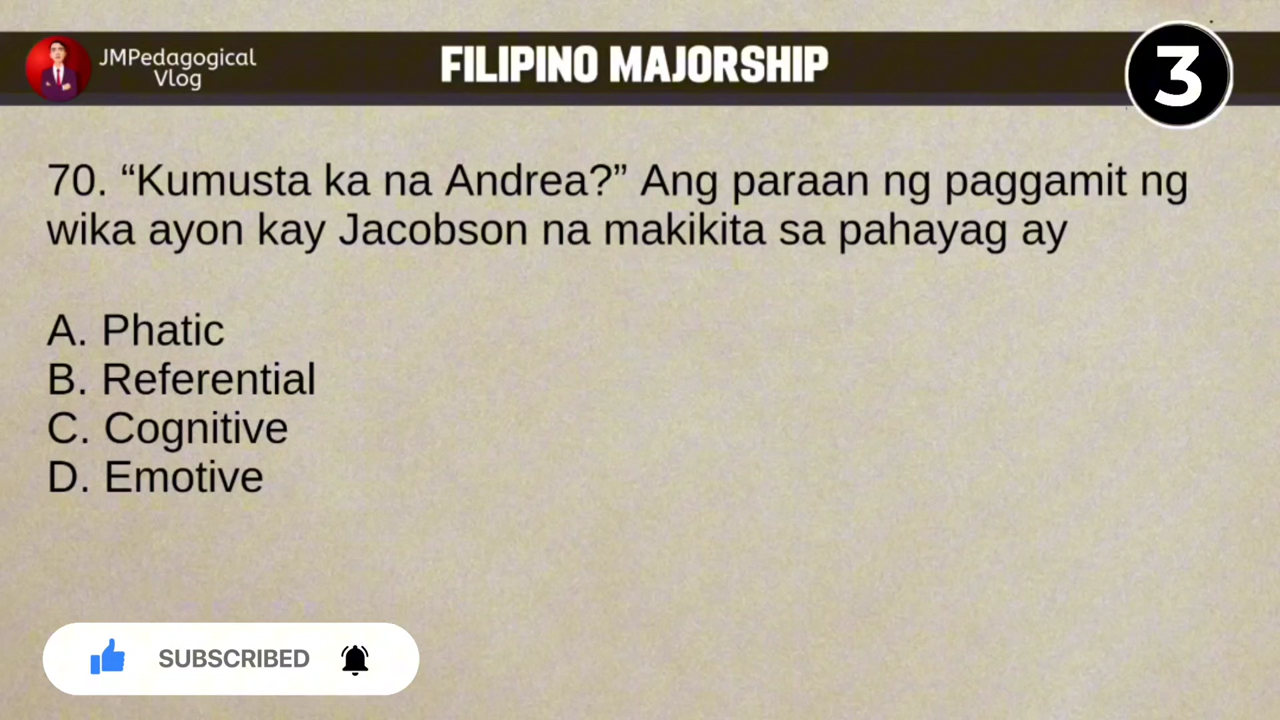 JMPedagogical
Vlog
FILIPINO MAJORSHIP
3
70. “Kumusta ka na Andrea?” Ang paraan ng paggamit ng
wika ayon kay Jacobson na makikita sa pahayag ay
A. Phatic
B. Referential
C. Cognitive
D. Emotive
SUBSCRIBED